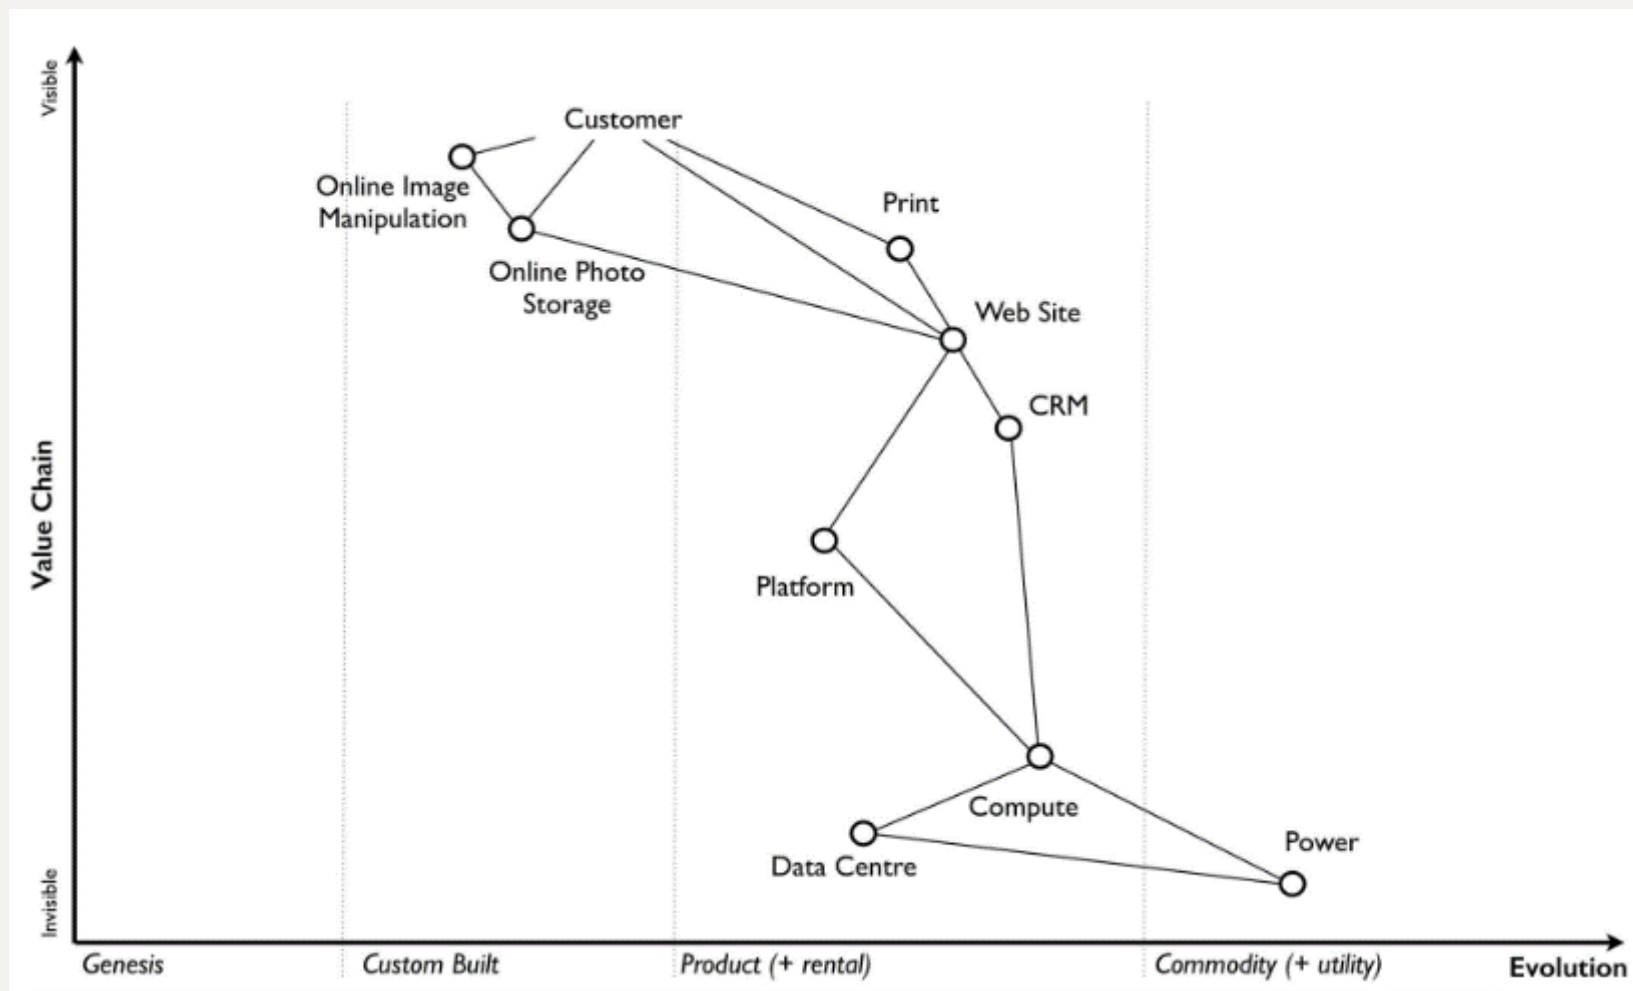 Visible
Customer
Online Image
Manipulation
Print
Online Photo
Storage
Web Site
CRM
Value Chain
Platform
Compute
Data Centre
Power
Invisible
Genesis
Custom Built
Product (+ rental)
Commodity (+ utility)
Evolution